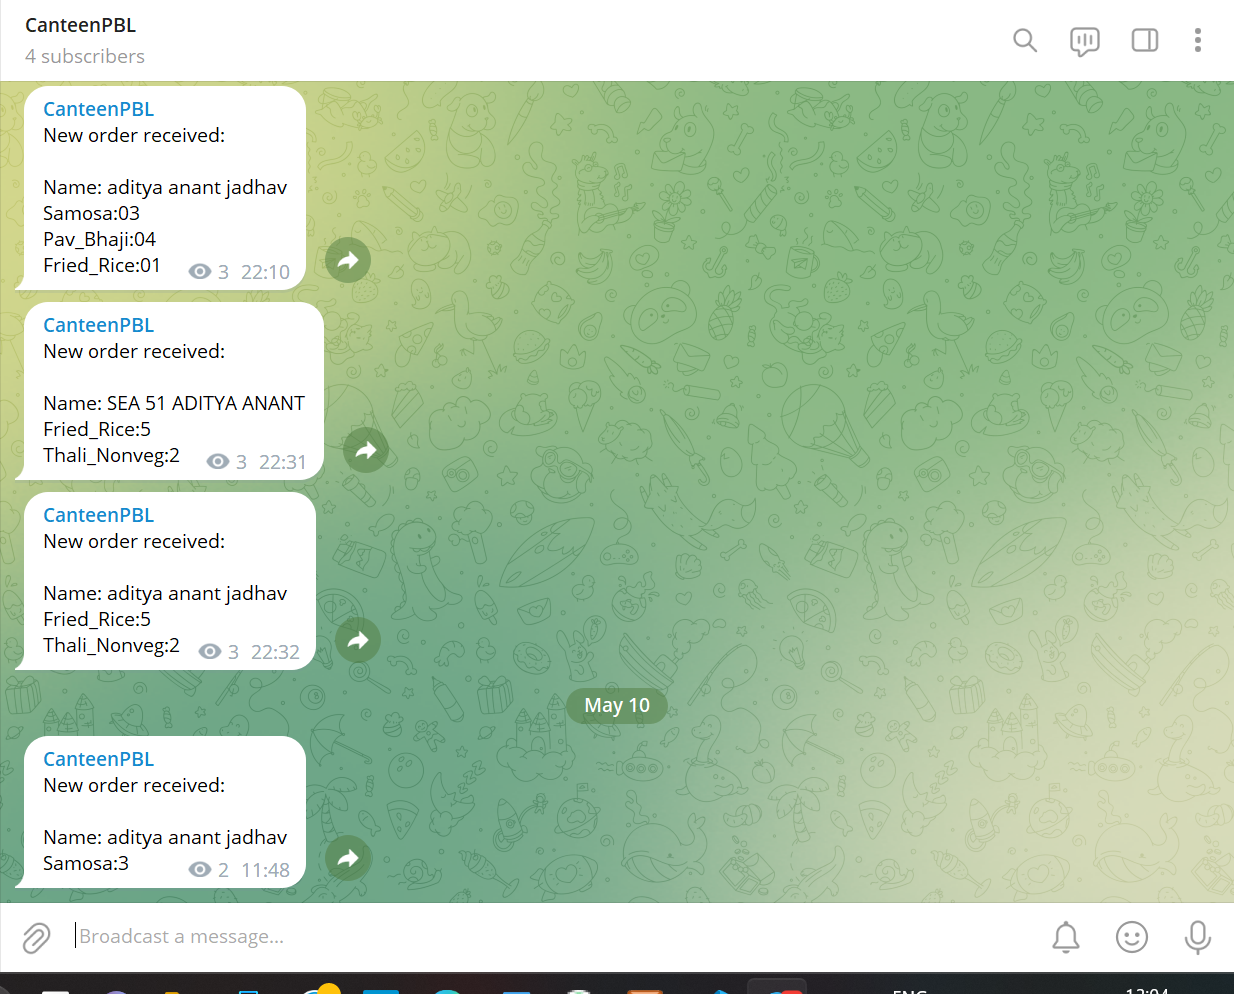 CanteenPBL
4 subscribers
CanteenPBL
New order received:
Name: aditya anant jadhav
Samosa:03
Pav_Bhaji:04
Fried_Rice:01
3 22:10
CanteenPBL
New order received:
Name: SEA 51 ADITYA ANANT
Fried_Rice:5
Thali_Nonveg:2
3 22:31
CanteenPBL
New order received:
Name: aditya anant jadhav
Fried_Rice:5
Thali_Nonveg:2
3 22:32
May 10
CanteenPBL
New order received:
Name: aditya anant jadhav
Samosa:3
2 11:48
Broadcast a message...
ENG